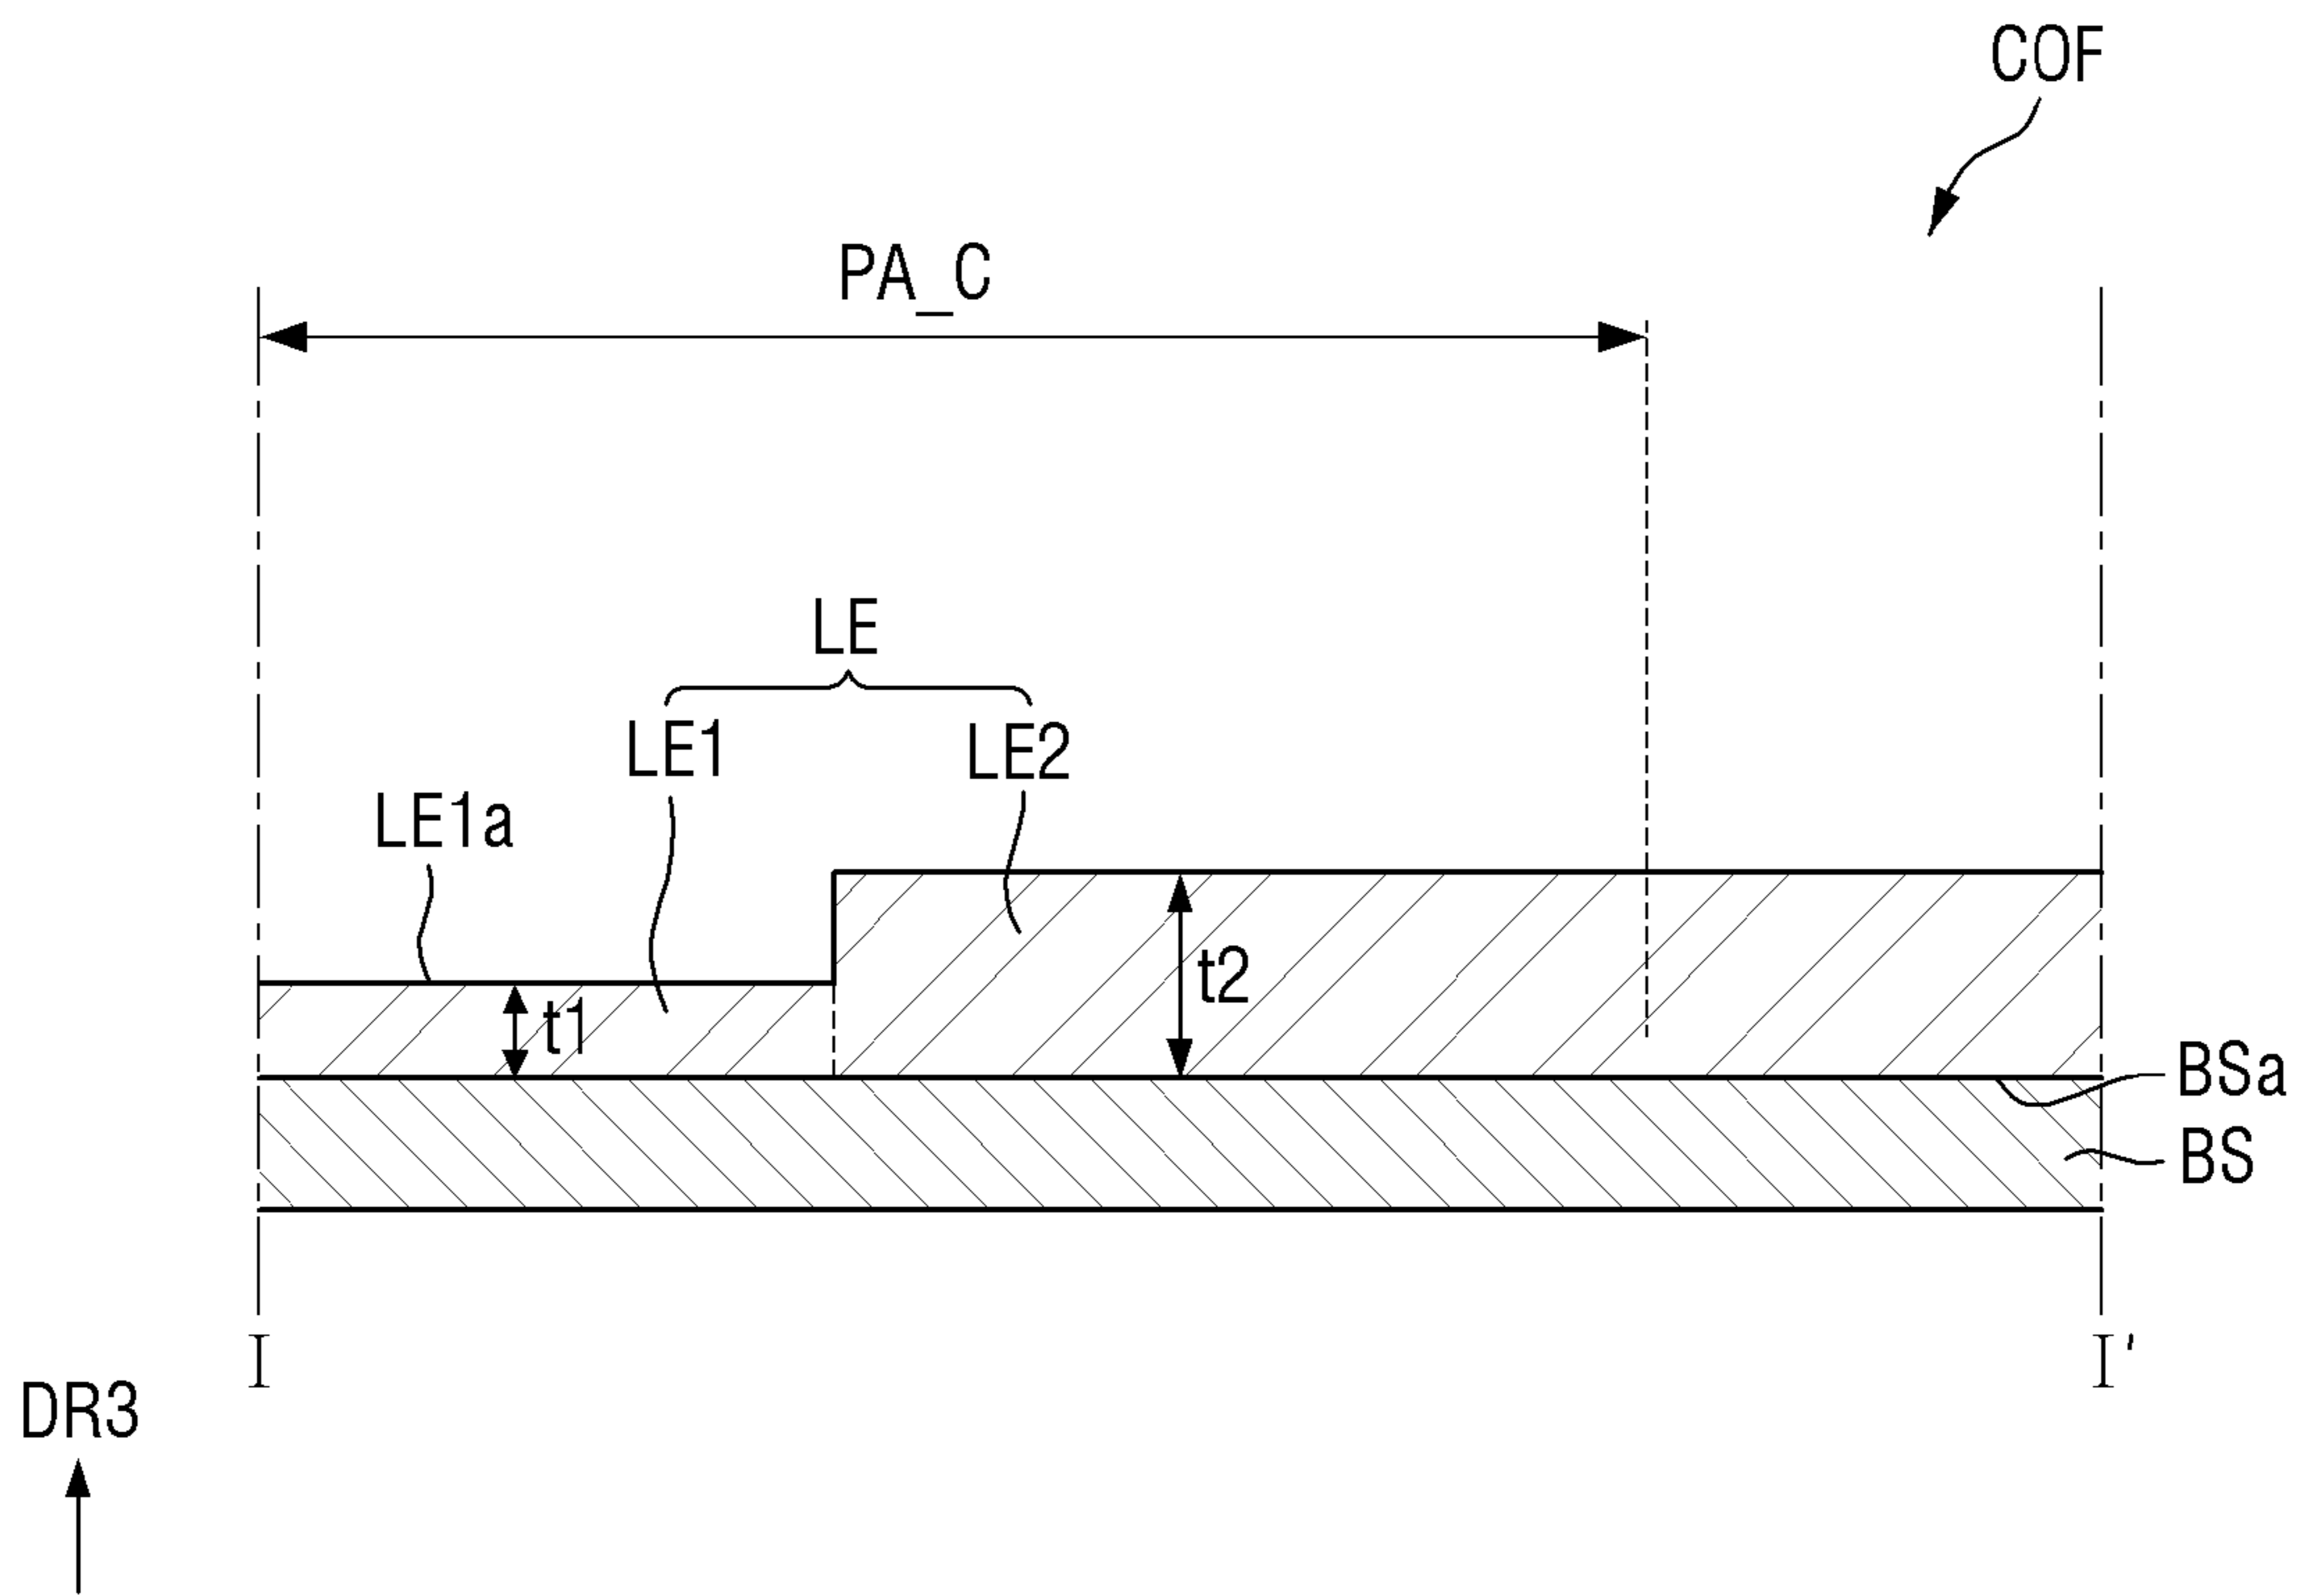 COF
PA_C
LE
LE1 LE2
LE1a
t2
t1
BSa
BS
I I'
DR3